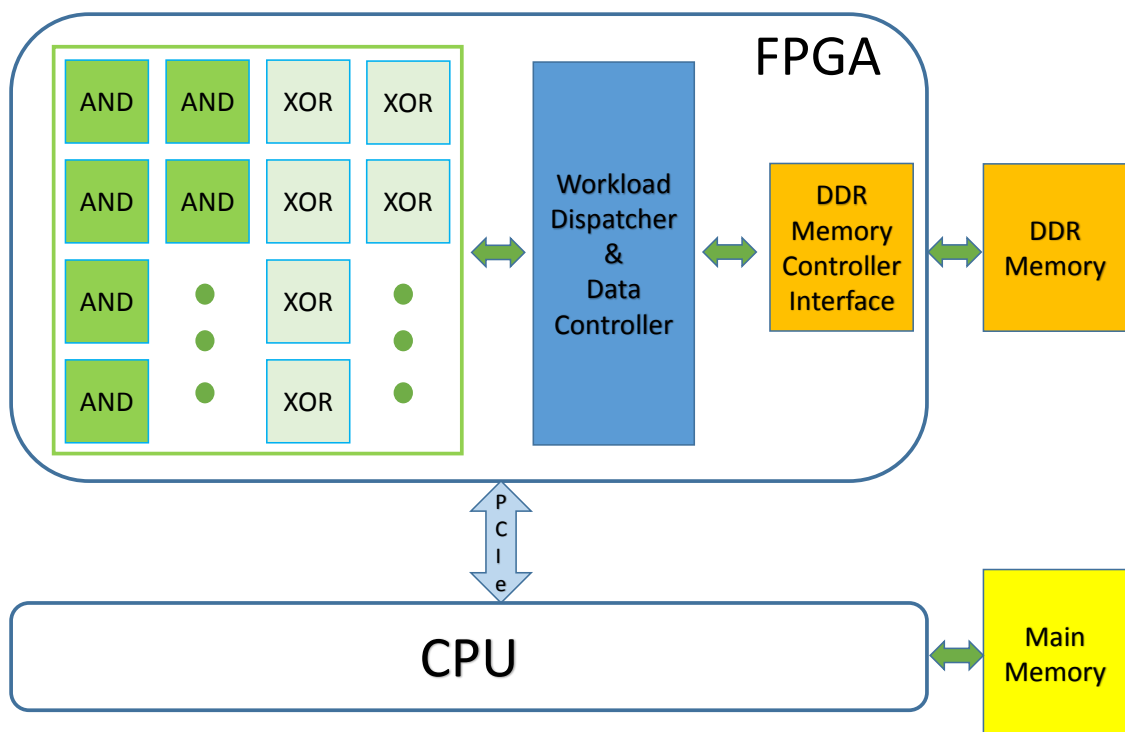 FPGA
AND AND XOR XOR
AND AND XOR XOR
AND XOR
AND XOR
Workload
Dispatcher
&
Data
Controller
DDR
Memory
Controller
Interface
DDR
Memory
P
C
I
e
CPU
Main
Memory